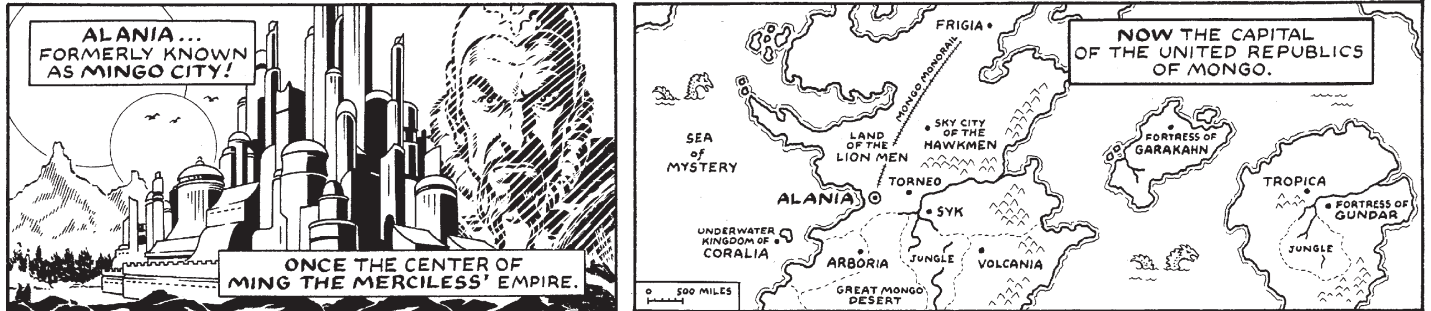 ALANIA...
FORMERLY KNOWN
AS MINGO CITY!
ONCE THE CENTER OF
MING THE MERCILESS' EMPIRE.
NOW THE CAPITAL
OF THE UNITED REPUBLICS
OF MONGO.
FRIGIA
MONGO MONORAIL
SEA
of
MYSTERY
LAND
OF THE
LION MEN
SKY CITY
OF THE
HAWKMEN
FORTRESS OF
GARAKAHN
ALANIA
TORNEO
SYK
TROPICA
FORTRESS OF
GUNDAR
JUNGLE
UNDERWATER
KINGDOM OF
CORALIA
ARBORIA
JUNGLE
VOLCANIA
GREAT MONGO
DESERT
0 500 MILES